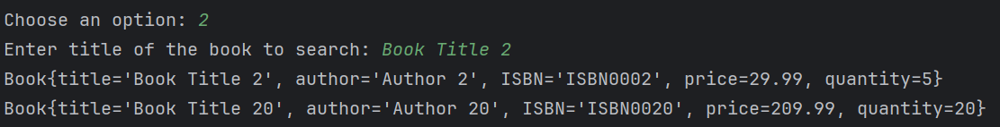 Choose an option: 2
Enter title of the book to search: Book Title 2
Book{title='Book Title 2', author='Author 2', ISBN='ISBN0002', price=29.99, quantity=5}
Book{title='Book Title 20', author='Author 20', ISBN='ISBN0020', price=209.99, quantity=20}